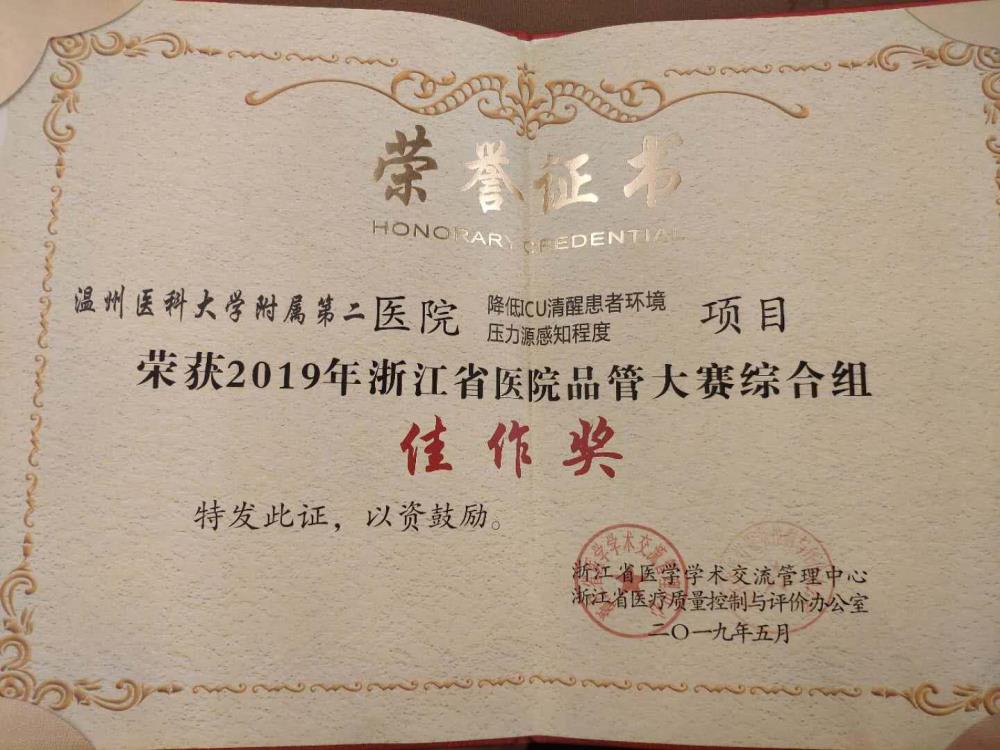 荣誉证书
HONORARY CREDENTIAL
温州医科大学附属第二医院 降低ICU清醒患者环境 项目
压力源感知程度
荣获2019年浙江省医院品管大赛综合组
佳作奖
特发此证，以资鼓励。
浙江省医学学术交流管理中心
浙江省医疗质量控制与评价办公室
二〇一九年五月